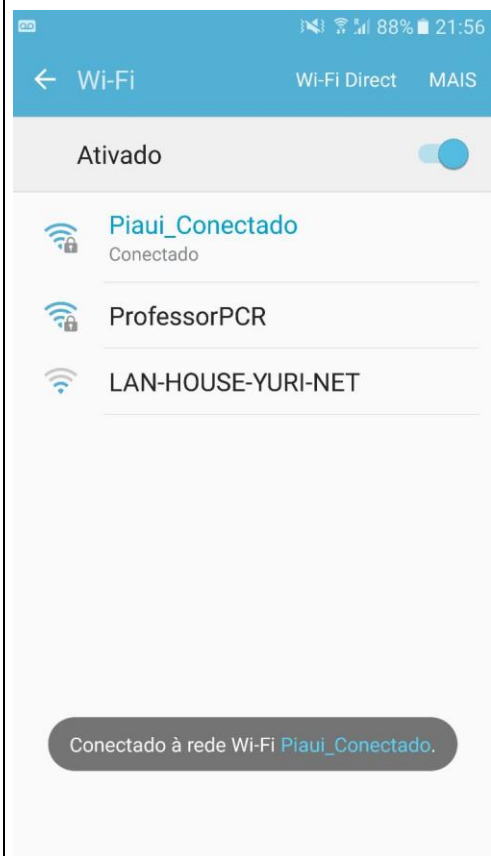 88% 21:56
Wi-Fi Wi-Fi Direct MAIS
Ativado
Piaui_Conectado
Conectado
ProfessorPCR
LAN-HOUSE-YURI-NET
Conectado à rede Wi-Fi Piaui_Conectado.